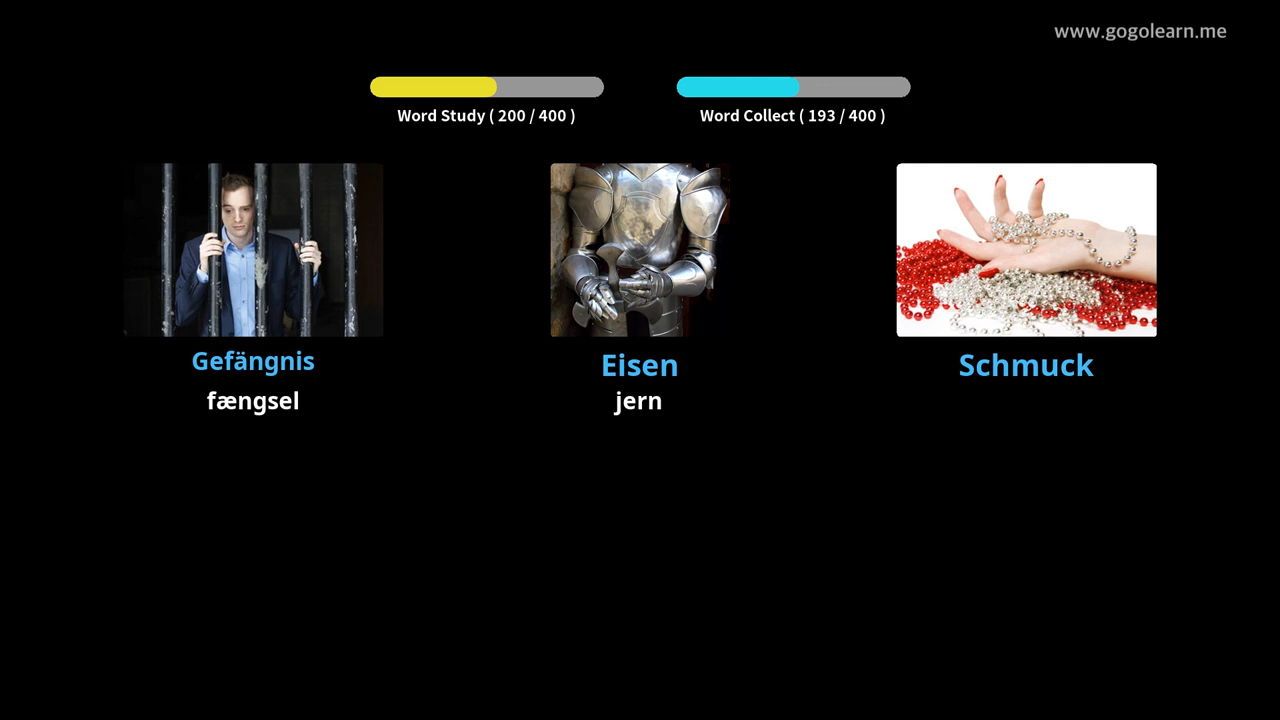 www.gogolearn.me
Word Study ( 200 / 400 )
Word Collect ( 193 / 400 )
Gefängnis
fængsel
Eisen
jern
Schmuck